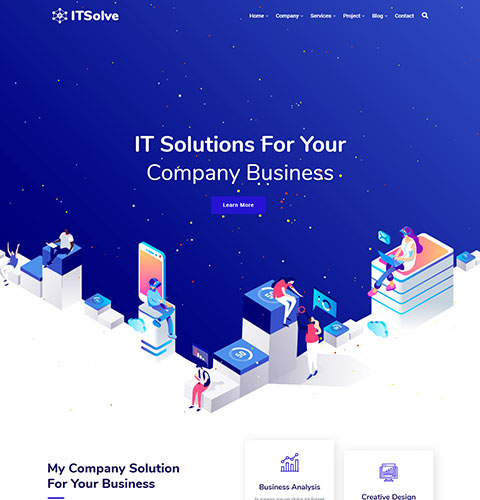 ITSolve
Home Company Services Project Blog Contact
IT Solutions For Your
Company Business
Learn More
My Company Solution
For Your Business
Business Analysis
Creative Design